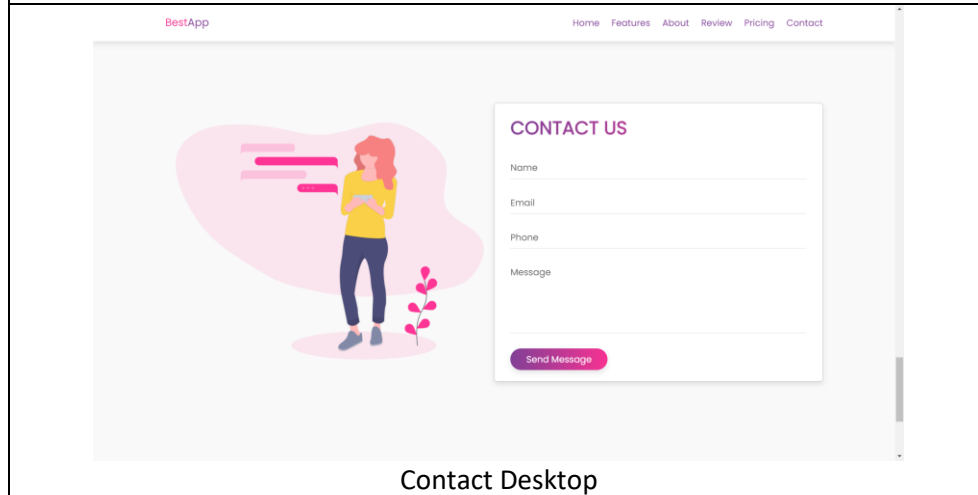 BestApp
Home Features About Review Pricing Contact
CONTACT US
Name
Email
Phone
Message
Send Message
Contact Desktop